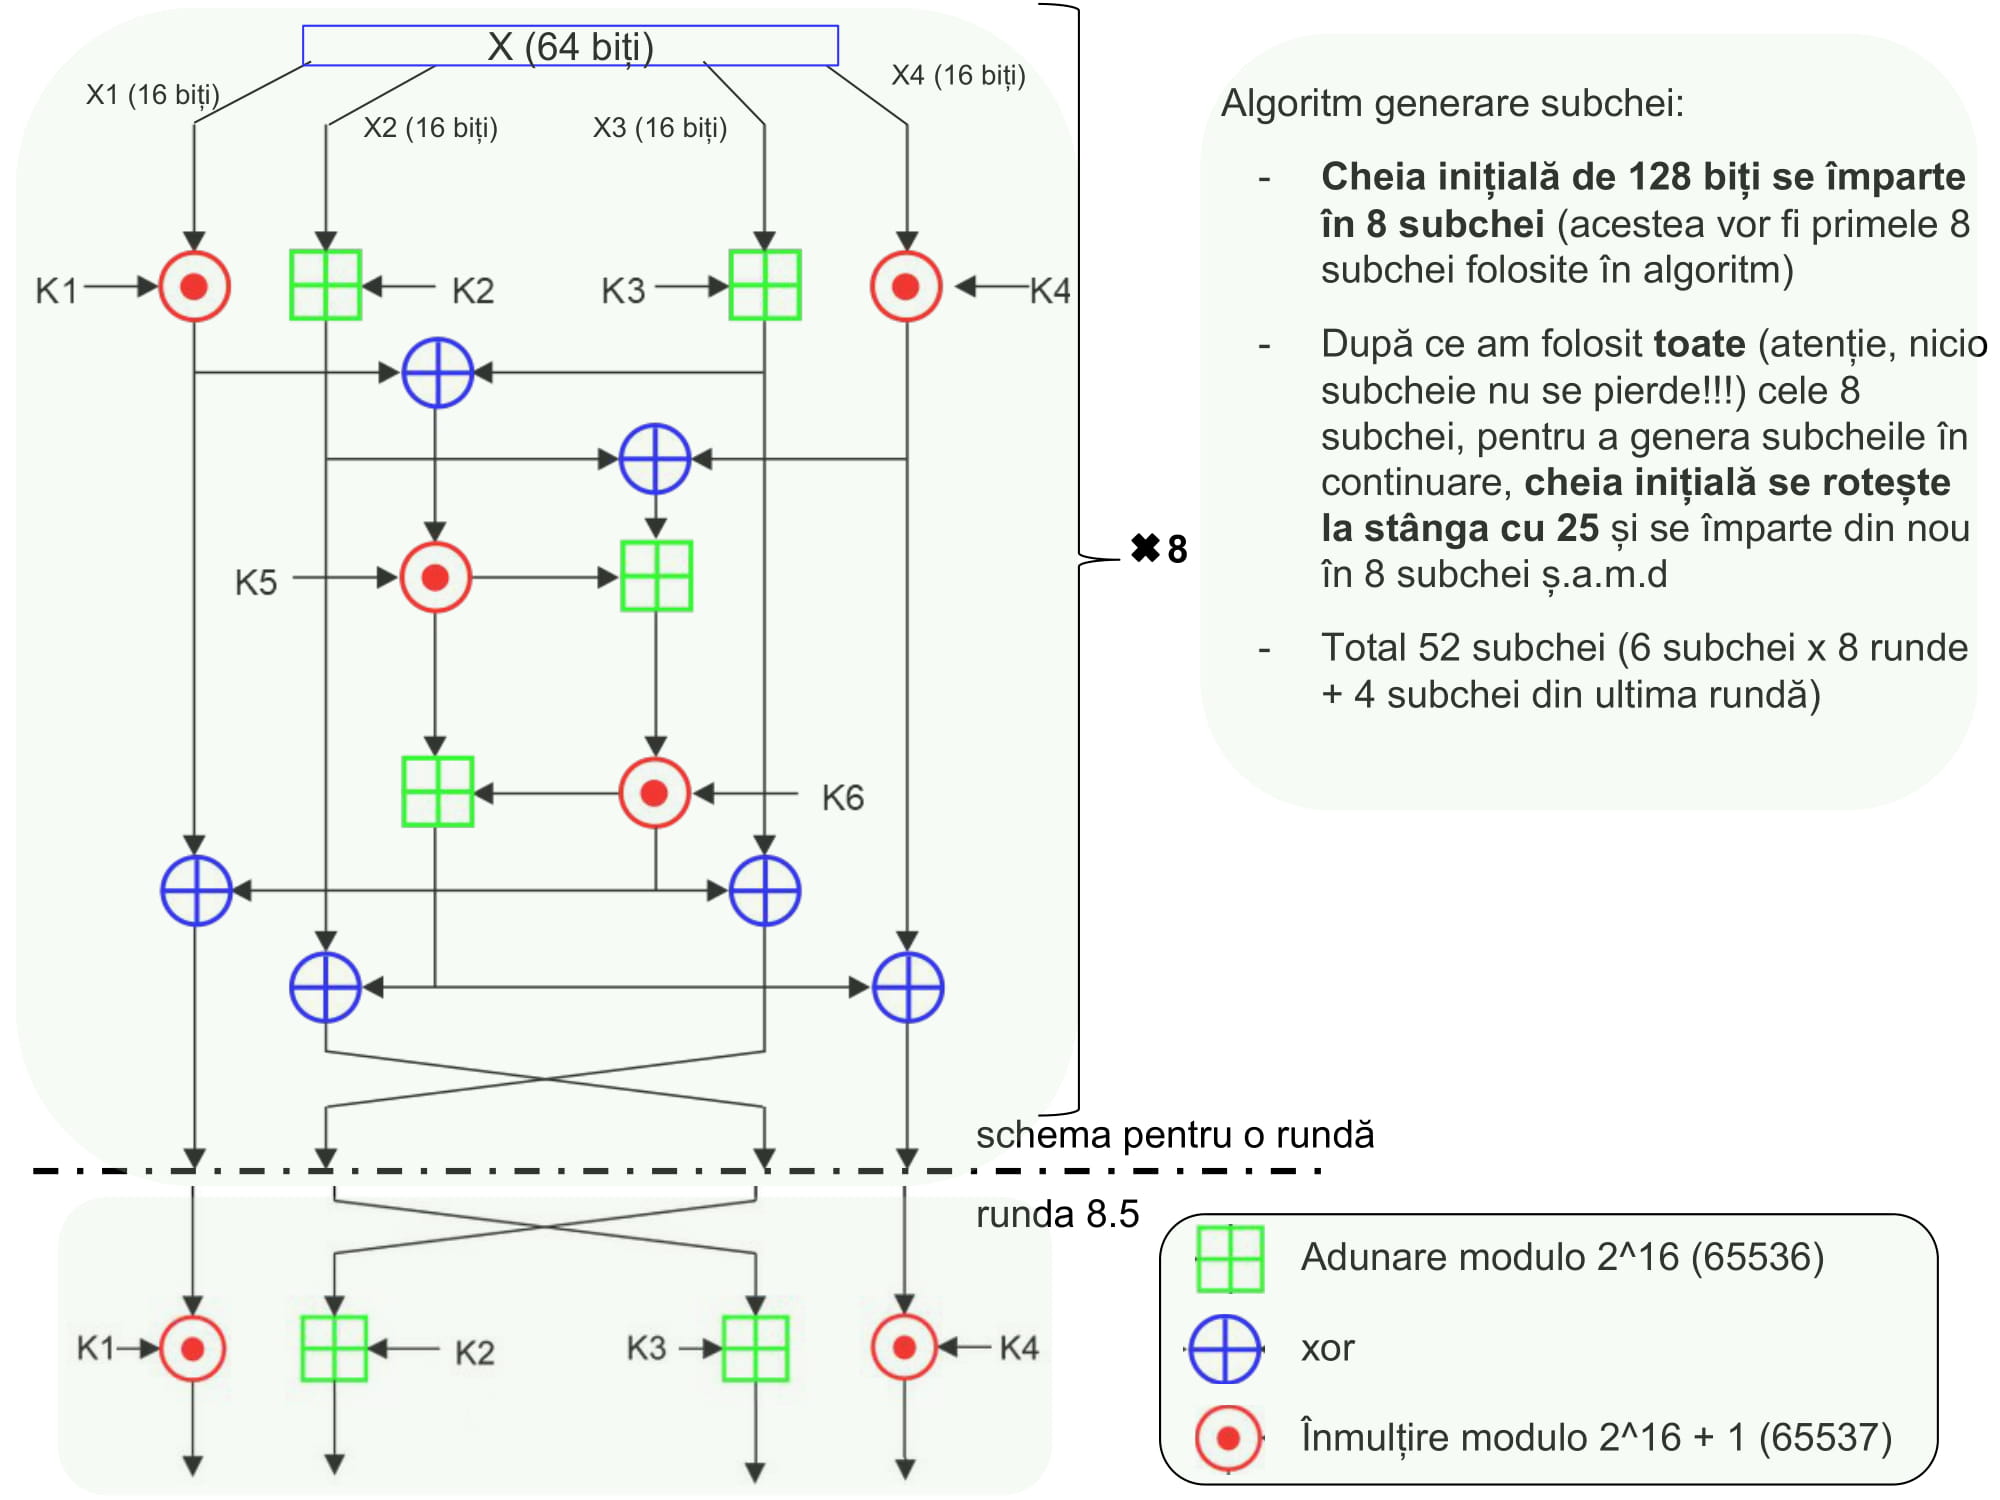 X (64 biți)
X1 (16 biți)
X2 (16 biți)
X3 (16 biți)
X4 (16 biți)
K1
K2
K3
K4
K5
K6
✖8
schema pentru o rundă
runda 8.5
K1
K2
K3
K4
Algoritm generare subchei:
- Cheia inițială de 128 biți se împarte
în 8 subchei (acestea vor fi primele 8
subchei folosite în algoritm)
- După ce am folosit toate (atenție, nicio
subcheie nu se pierde!!!) cele 8
subchei, pentru a genera subcheile în
continuare, cheia inițială se rotește
la stânga cu 25 și se împarte din nou
în 8 subchei ș.a.m.d
- Total 52 subchei (6 subchei x 8 runde
+ 4 subchei din ultima rundă)
Adunare modulo 2^16 (65536)
xor
Înmulțire modulo 2^16 + 1 (65537)